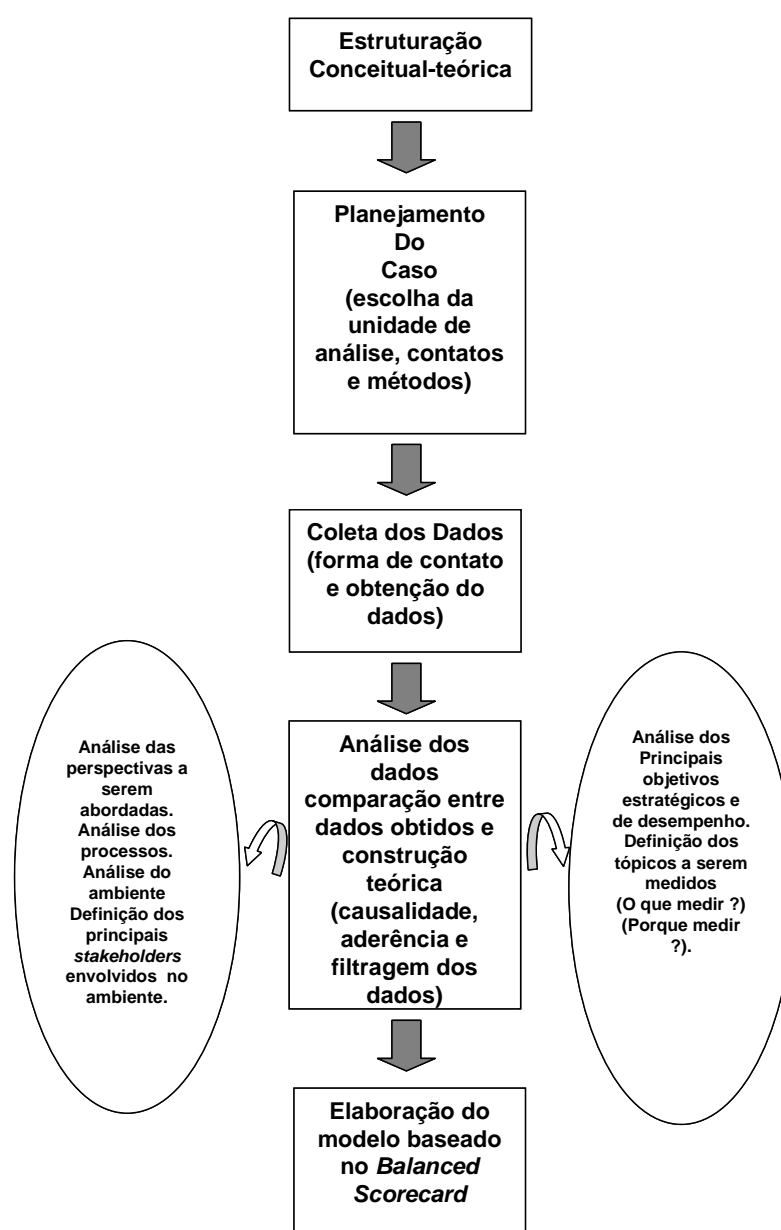 Estruturação
Conceitual-teórica
Planejamento
Do
Caso
(escolha da
unidade de
análise, contatos
e métodos)
Coleta dos Dados
(forma de contato
e obtenção do
dados)
Análise das
perspectivas a
serem
abordadas.
Análise dos
processos.
Análise do
ambiente
Definição dos
principais
stakeholders
envolvidos no
ambiente.
Análise dos
dados
comparação entre
dados obtidos e
construção
teórica
(causalidade,
aderência e
filtragem dos
dados)
Análise dos
Principais
objetivos
estratégicos e
de desempenho.
Definição dos
tópicos a serem
medidos
(O que medir ?)
(Porque medir
?).
Elaboração do
modelo baseado
no Balanced
Scorecard